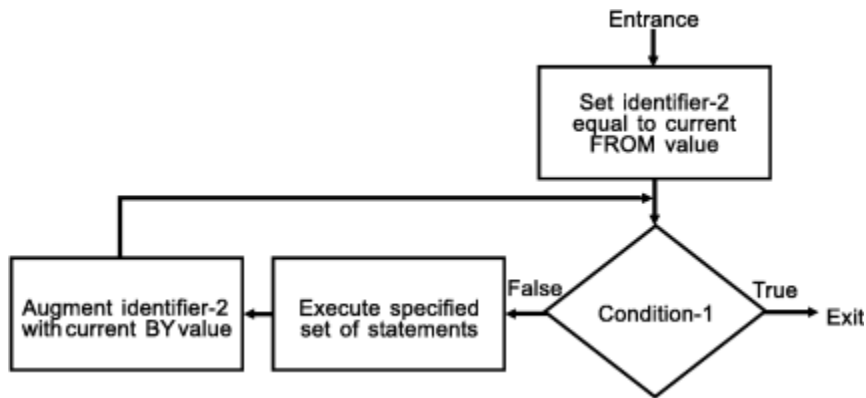 Entrance
Set identifier-2
equal to current
FROM value
False
True
Condition-1
Exit
Execute specified
set of statements
Augment identifier-2
with current BY value